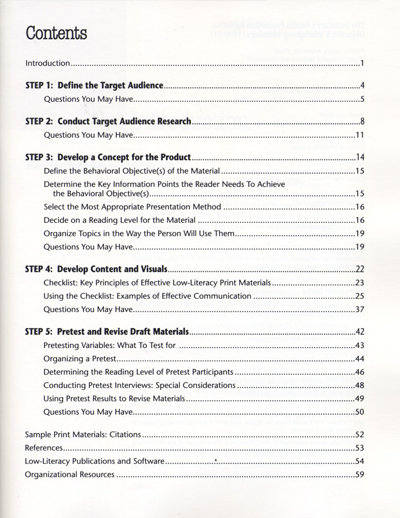 Contents
Introduction.....1
STEP 1: Define the Target Audience.....4
Questions You May Have.....5
STEP 2: Conduct Target Audience Research.....8
Questions You May Have.....11
STEP 3: Develop a Concept for the Product.....14
Define the Behavioral Objective(s) of the Material.....15
Determine the Key Information Points the Reader Needs To Achieve
the Behavioral Objective(s).....15
Select the Most Appropriate Presentation Method.....16
Decide on a Reading Level for the Material.....16
Organize Topics in the Way the Person Will Use Them.....19
Questions You May Have.....19
STEP 4: Develop Content and Visuals.....22
Checklist: Key Principles of Effective Low-Literacy Print Materials.....23
Using the Checklist: Examples of Effective Communication.....25
Questions You May Have.....37
STEP 5: Pretest and Revise Draft Materials.....42
Pretesting Variables: What To Test for.....43
Organizing a Pretest.....44
Determining the Reading Level of Pretest Participants.....46
Conducting Pretest Interviews: Special Considerations.....48
Using Pretest Results to Revise Materials.....49
Questions You May Have.....50
Sample Print Materials: Citations.....52
References.....53
Low-Literacy Publications and Software.....54
Organizational Resources.....59